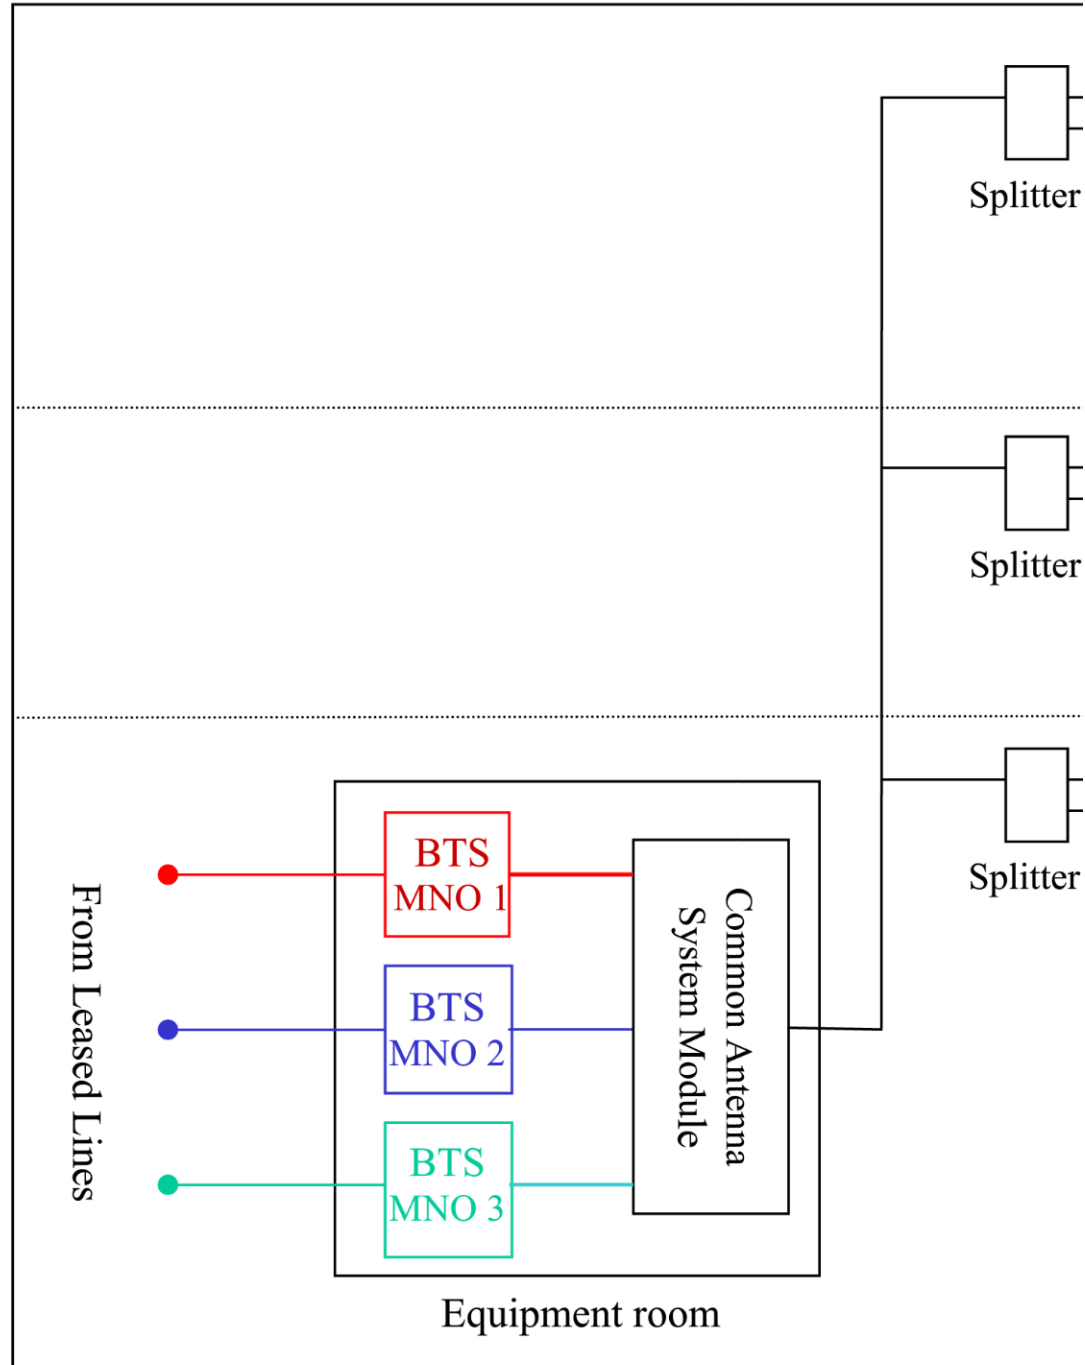 Splitter
Splitter
Splitter
BTS
MNO 1
BTS
MNO 2
BTS
MNO 3
Common Antenna
System Module
From Leased Lines
Equipment room